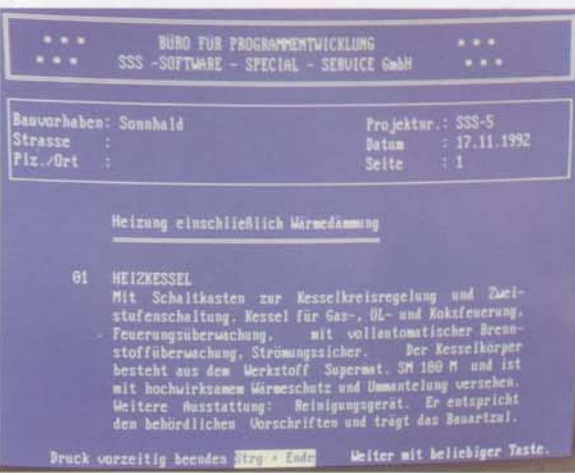 * * * BÜRO FÜR PROGRAMMENTWICKLUNG * * *
* * * SSS -SOFTWARE - SPECIAL - SERVICE GmbH * * *
Bauvorhaben: Sonnhald Projektnr.: SSS-5
Strasse : Datum : 17.11.1992
Plz./Ort : Seite : 1
Heizung einschließlich Wärmedämmung
01 HEIZKESSEL
Mit Schaltkasten zur Kesselkreisregelung und Zwei-
stufenschaltung. Kessel für Gas-, ÖL- und Koksfeuerung,
- Feuerungsüberwachung, mit vollautomatischer Brenn-
stoffüberwachung, Strömungssicher. Der Kesselkörper
besteht aus dem Werkstoff Supermat. SM 180 M und ist
mit hochwirksamem Wärmeschutz und Ummantelung versehen.
Weitere Ausstattung: Reinigungsgerät. Er entspricht
den behördlichen Vorschriften und trägt das Bauartzul.
Druck vorzeitig beenden Strg + Ende Weiter mit beliebiger Taste.